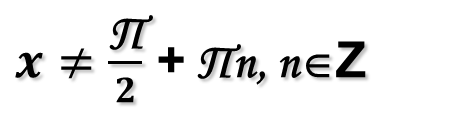 x ≠ π/2 + πn, n∈Z